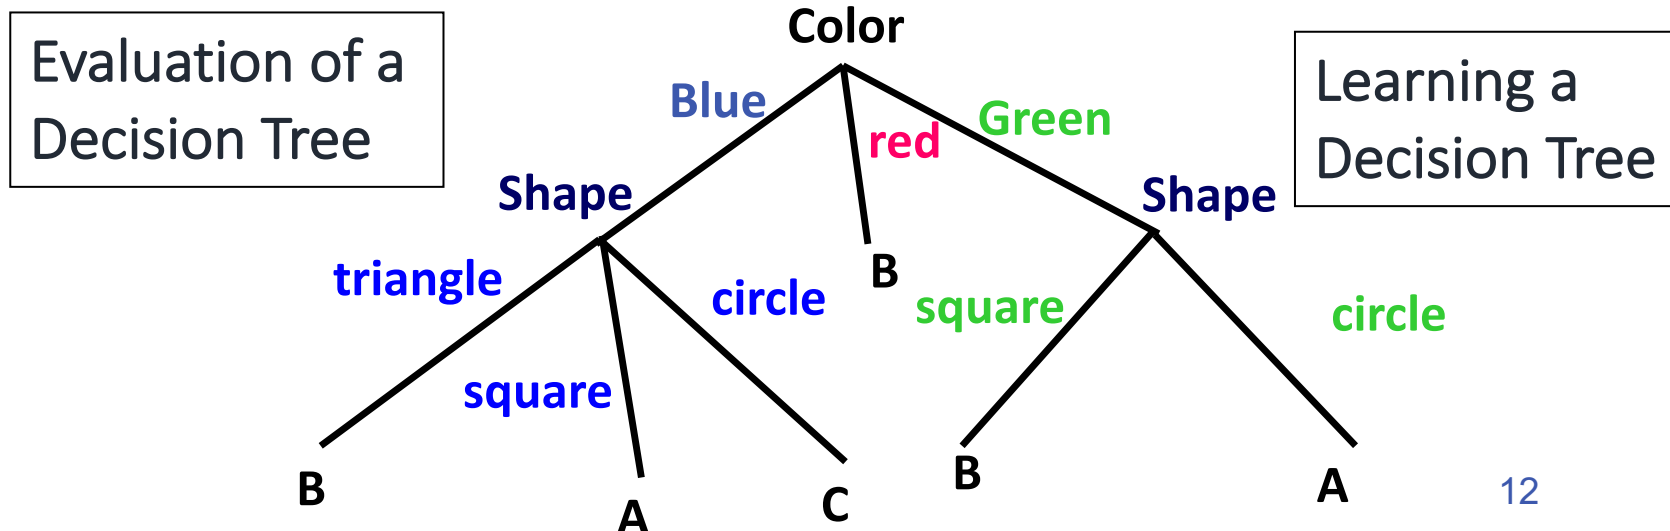 Evaluation of a
Decision Tree
Color
Learning a
Decision Tree
Blue
red
Green
Shape
Shape
triangle
square
circle
B
square
circle
B
A
C
B
A
12